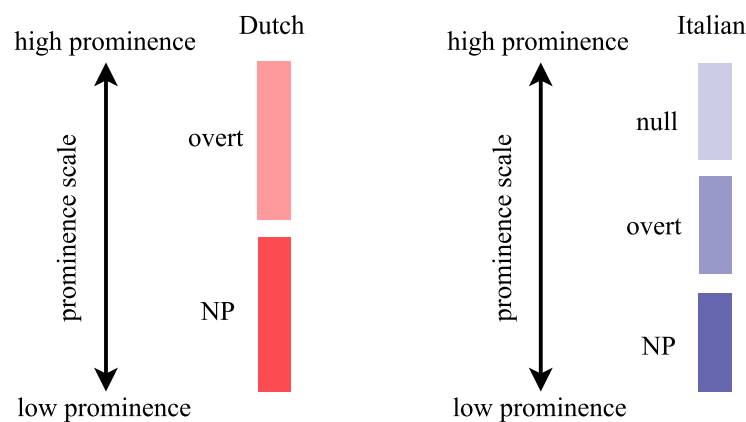 Dutch
high prominence
overt
prominence scale
NP
low prominence
Italian
high prominence
null
prominence scale
overt
NP
low prominence